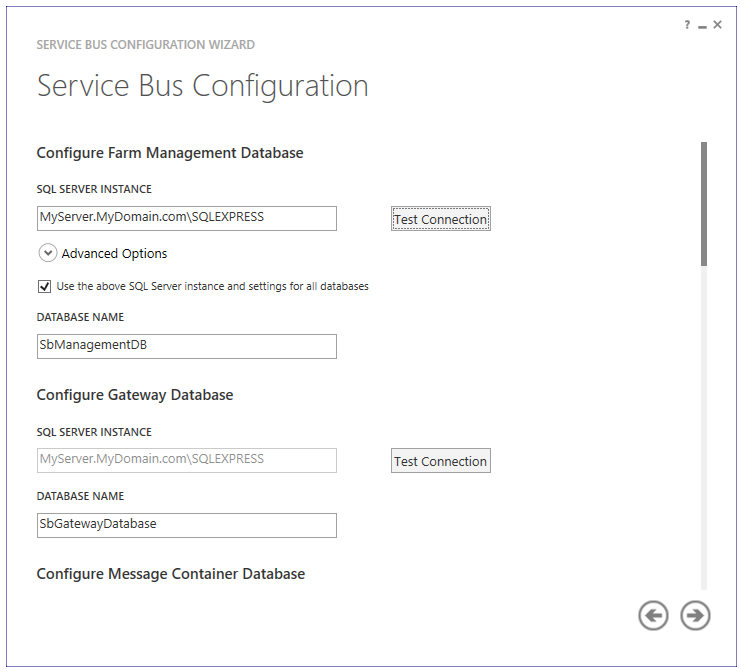 ?
SERVICE BUS CONFIGURATION WIZARD
Service Bus Configuration
Configure Farm Management Database
SQL SERVER INSTANCE
MyServer.MyDomain.com\SQLEXPRESS
Test Connection
Advanced Options
Use the above SQL Server instance and settings for all databases
DATABASE NAME
SbManagementDB
Configure Gateway Database
SQL SERVER INSTANCE
MyServer.MyDomain.com\SQLEXPRESS
Test Connection
DATABASE NAME
SbGatewayDatabase
Configure Message Container Database